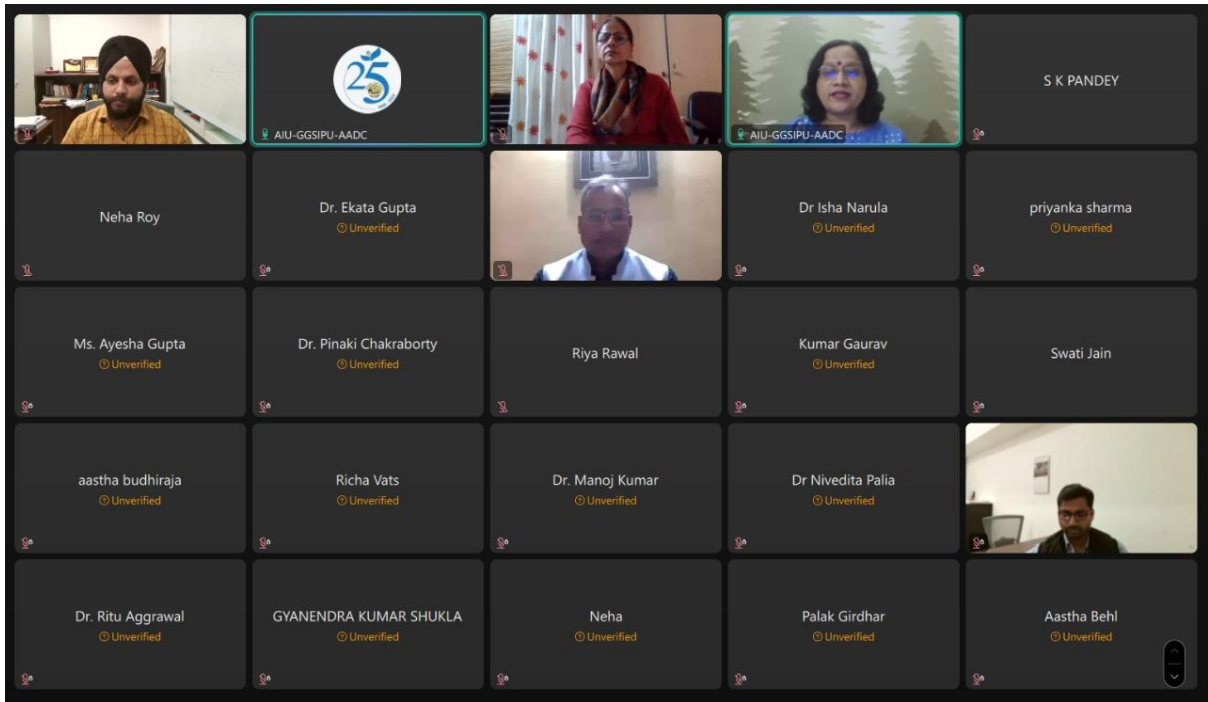 25
AIU-GGSIPU-AADC
AIU-GGSIPU-AADC
S K PANDEY
Neha Roy
Dr. Ekata Gupta
Unverified
Dr Isha Narula
Unverified
priyanka sharma
Unverified
Ms. Ayesha Gupta
Unverified
Dr. Pinaki Chakraborty
Unverified
Riya Rawal
Kumar Gaurav
Unverified
Swati Jain
aastha budhiraja
Unverified
Richa Vats
Unverified
Dr. Manoj Kumar
Unverified
Dr Nivedita Palia
Unverified
Dr. Ritu Aggrawal
Unverified
GYANENDRA KUMAR SHUKLA
Unverified
Neha
Unverified
Palak Girdhar
Unverified
Aastha Behl
Unverified